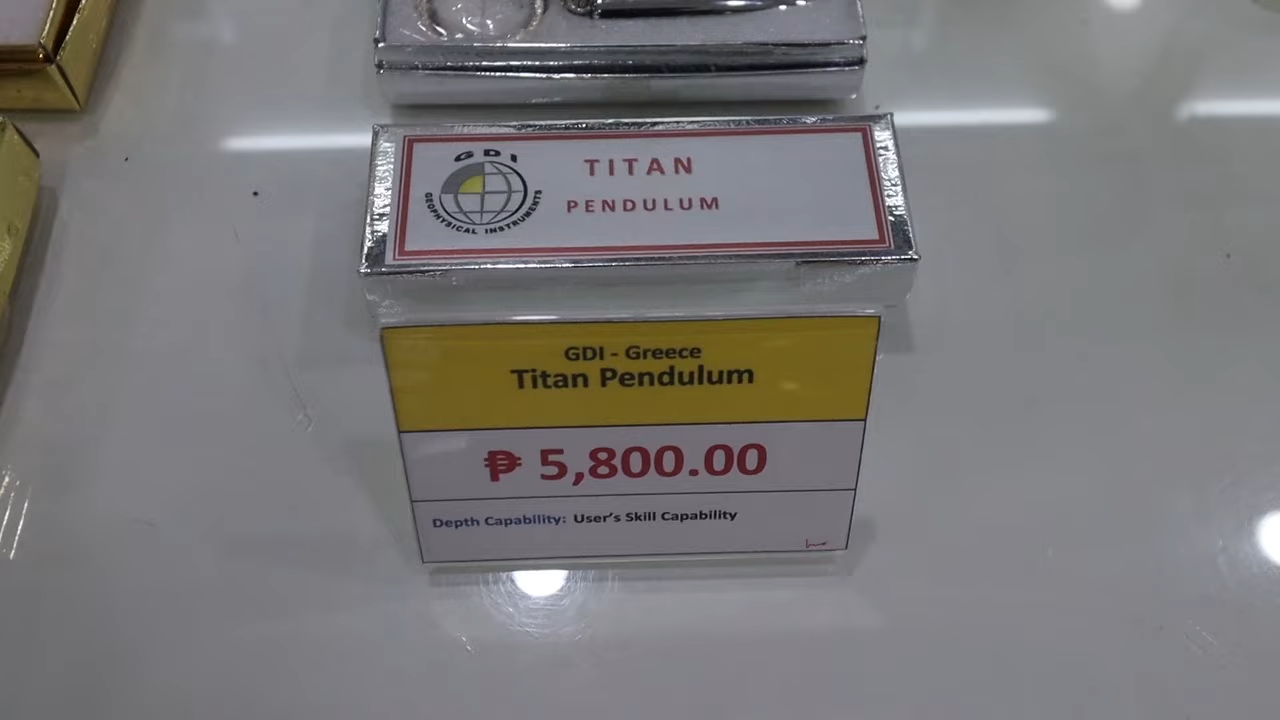 GDI
GEOPHYSICAL INSTRUMENTS
TITAN
PENDULUM
GDI - Greece
Titan Pendulum
₱ 5,800.00
Depth Capability: User's Skill Capability